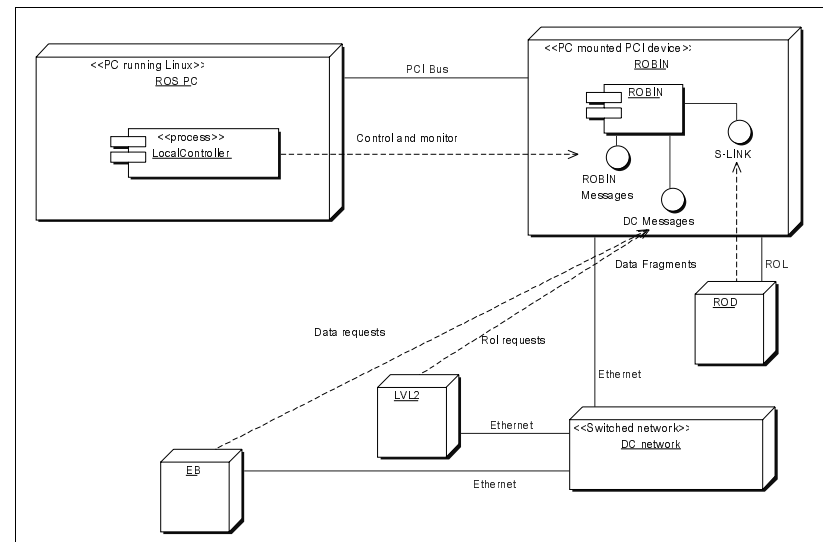 <<PC running Linux>>
ROS PC
<<process>>
LocalController
PCI Bus
Control and monitor
<<PC mounted PCI device>>
ROBIN
ROBIN
S-LINK
ROBIN
Messages
DC Messages
Data Fragments
ROL
ROD
Data requests
RoI requests
Ethernet
LVL2
Ethernet
<<Switched network>>
DC network
EB
Ethernet